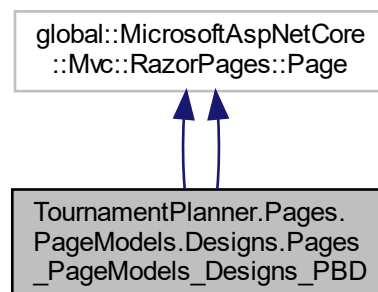 global::MicrosoftAspNetCore
::Mvc::RazorPages::Page
TournamentPlanner.Pages.
PageModels.Designs.Pages
_PageModels_Designs_PBD